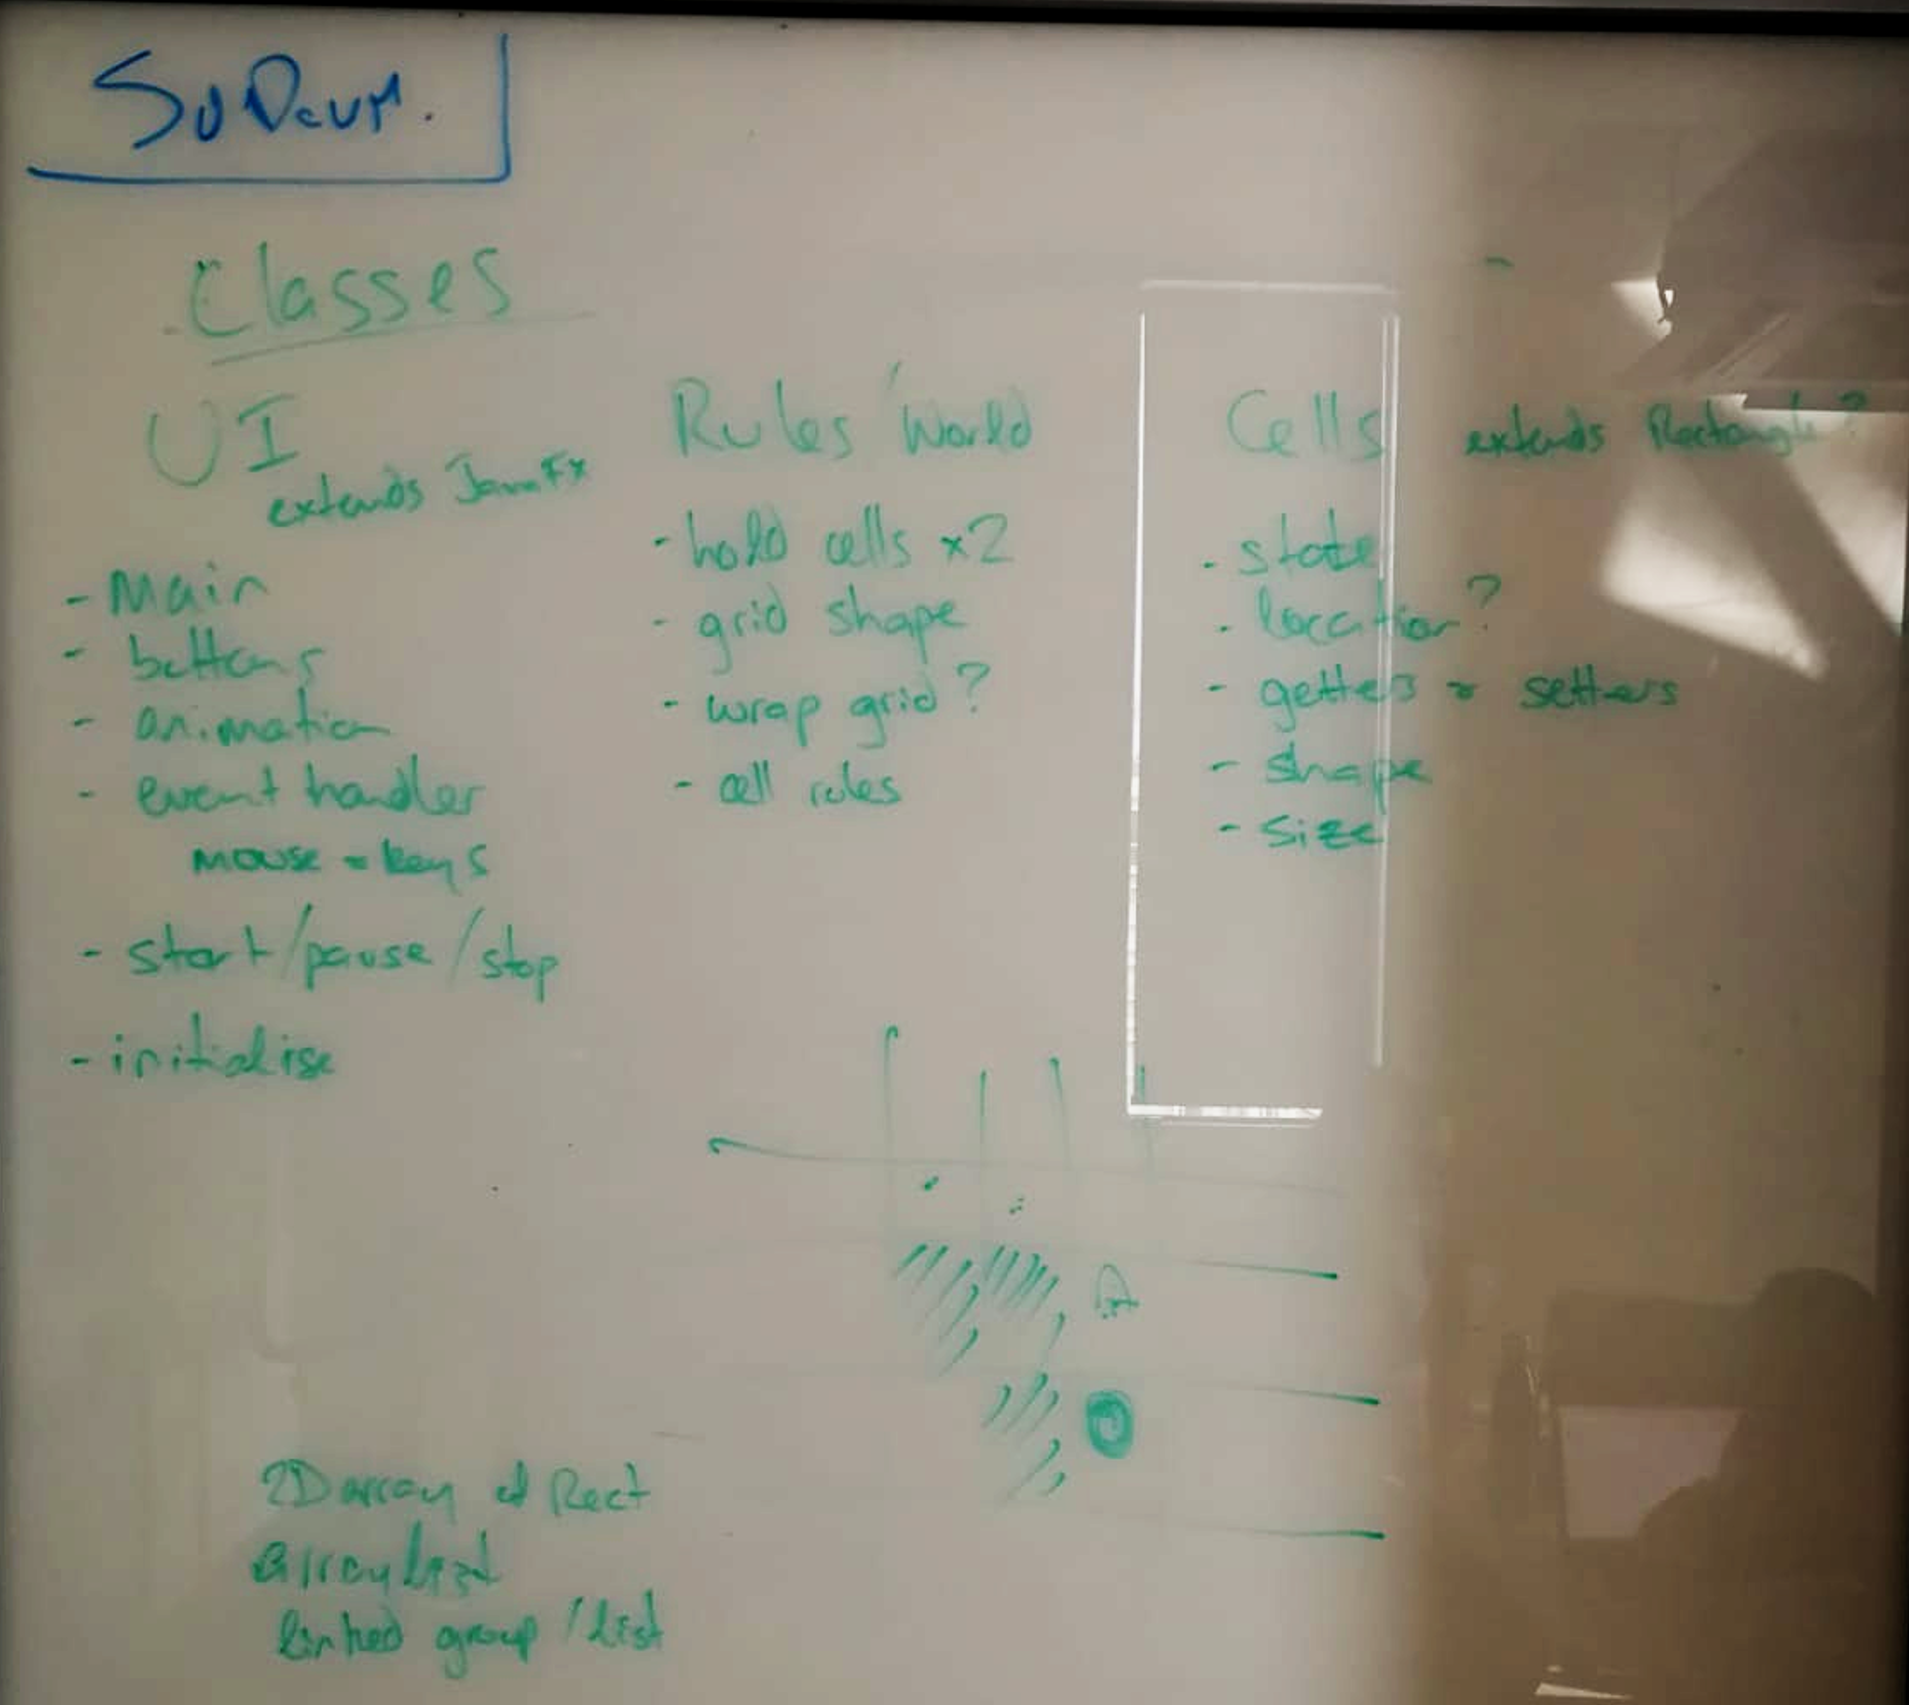 Classes
UI
extends JavaFx
- Main
- buttons
- animation
- event handler
mouse & keys
- start/pause/stop
- initialise
Rules / World
- hold cells x2
- grid shape
- wrap grid?
- cell rules
Cells extends Rectangle?
- state
- location?
- getters & setters
- shape
- size
2D array of Rect
arraylist
linked group / list